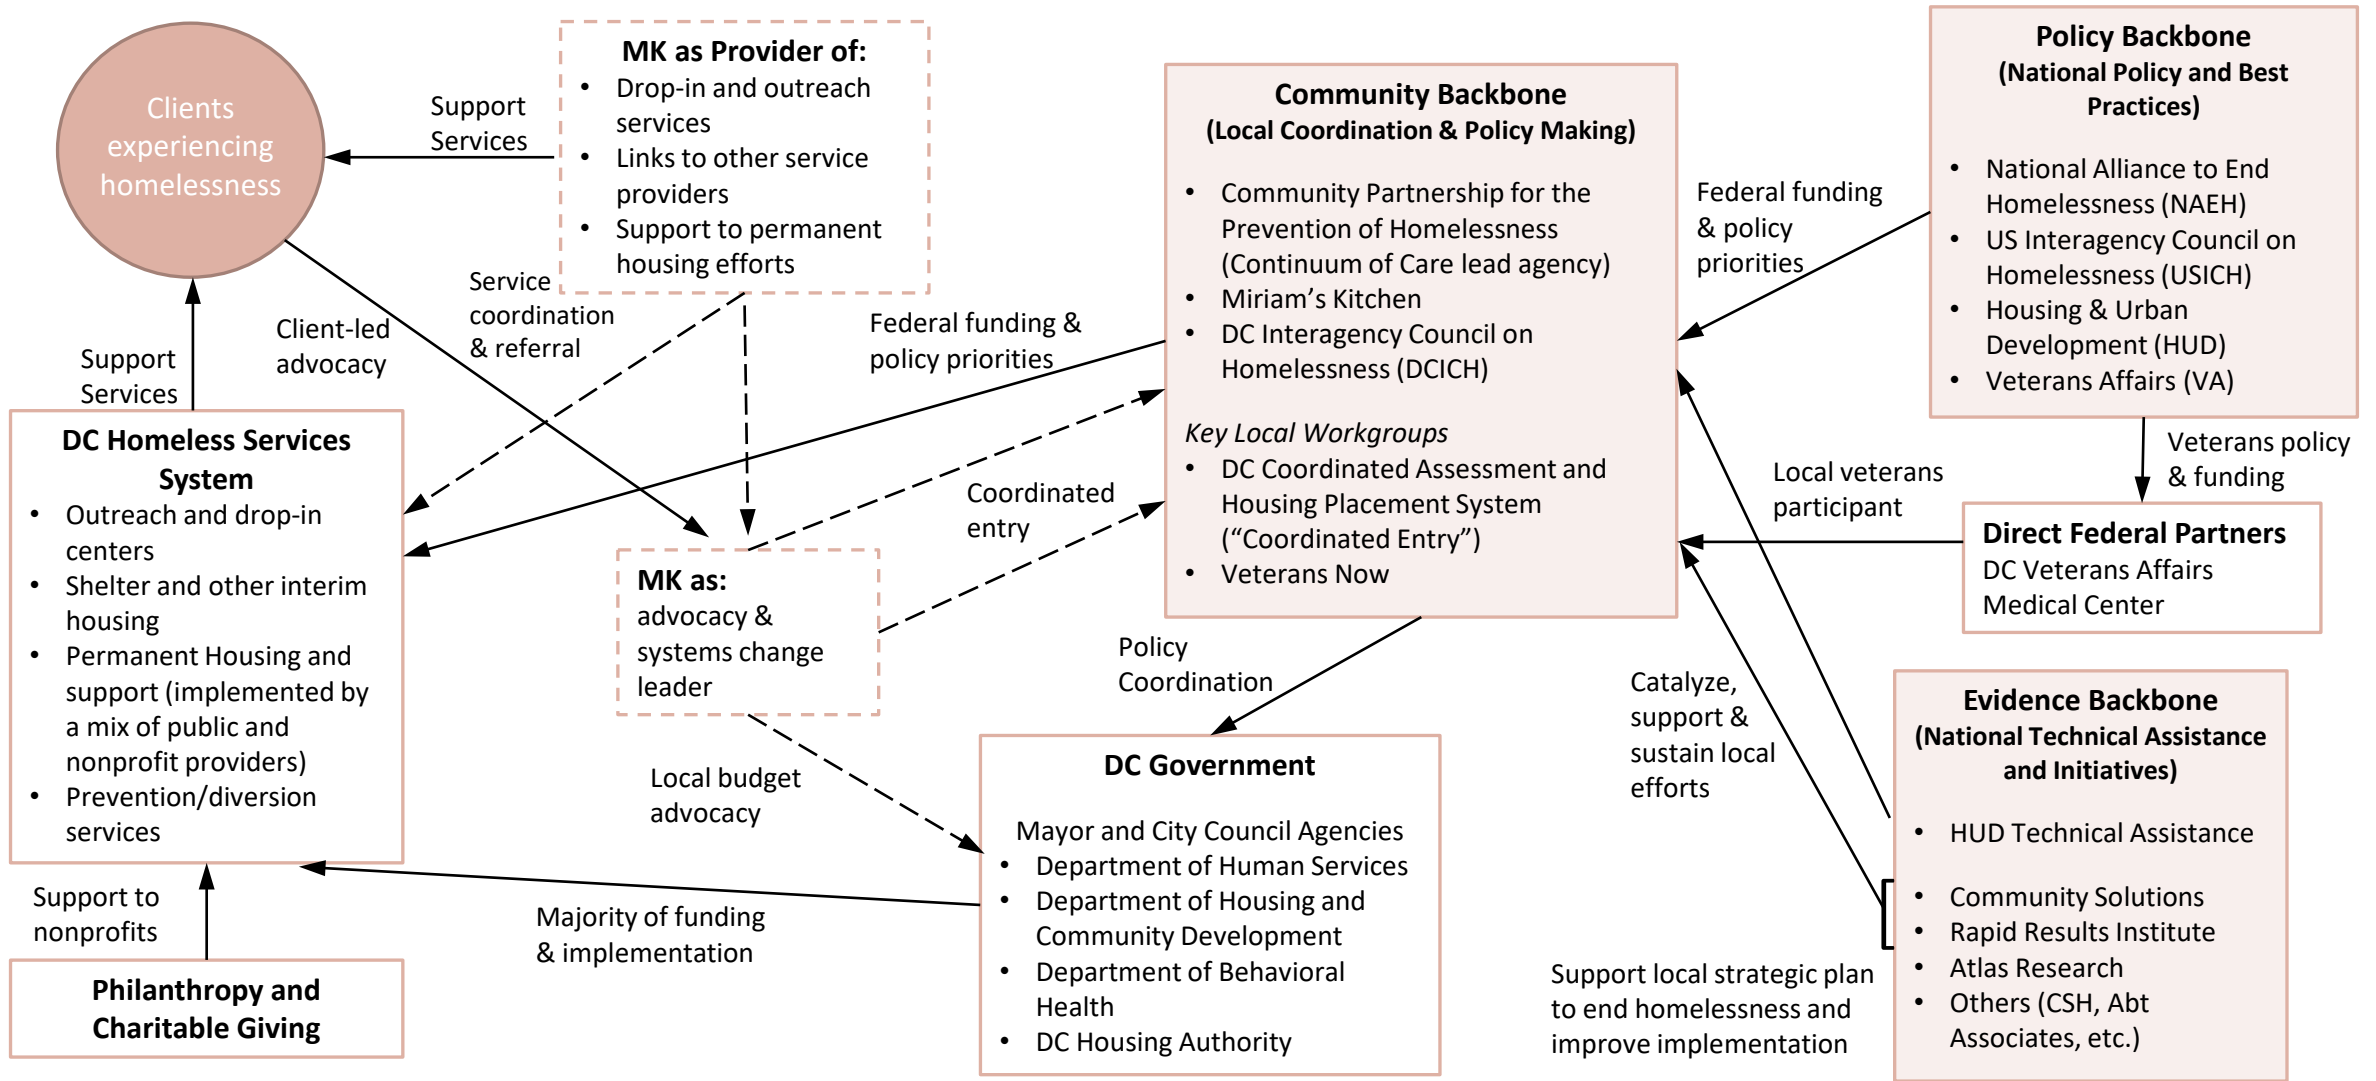 Clients
experiencing
homelessness
Support
Services
MK as Provider of:
• Drop-in and outreach
services
• Links to other service
providers
• Support to permanent
housing efforts
Community Backbone
(Local Coordination & Policy Making)
• Community Partnership for the
Prevention of Homelessness
(Continuum of Care lead agency)
• Miriam’s Kitchen
• DC Interagency Council on
Homelessness (DCICH)
Key Local Workgroups
• DC Coordinated Assessment and
Housing Placement System
(“Coordinated Entry”)
• Veterans Now
Policy Backbone
(National Policy and Best
Practices)
• National Alliance to End
Homelessness (NAEH)
• US Interagency Council on
Homelessness (USICH)
• Housing & Urban
Development (HUD)
• Veterans Affairs (VA)
Federal funding
& policy
priorities
Service
coordination
& referral
Client-led
advocacy
Federal funding &
policy priorities
Support
Services
DC Homeless Services
System
• Outreach and drop-in
centers
• Shelter and other interim
housing
• Permanent Housing and
support (implemented by
a mix of public and
nonprofit providers)
• Prevention/diversion
services
Coordinated
entry
Veterans policy
& funding
Local veterans
participant
Direct Federal Partners
DC Veterans Affairs
Medical Center
MK as:
advocacy &
systems change
leader
Policy
Coordination
Catalyze,
support &
sustain local
efforts
Evidence Backbone
(National Technical Assistance
and Initiatives)
• HUD Technical Assistance
• Community Solutions
• Rapid Results Institute
• Atlas Research
• Others (CSH, Abt
Associates, etc.)
Local budget
advocacy
DC Government
Mayor and City Council Agencies
• Department of Human Services
• Department of Housing and
Community Development
• Department of Behavioral
Health
• DC Housing Authority
Support to
nonprofits
Majority of funding
& implementation
Support local strategic plan
to end homelessness and
improve implementation
Philanthropy and
Charitable Giving